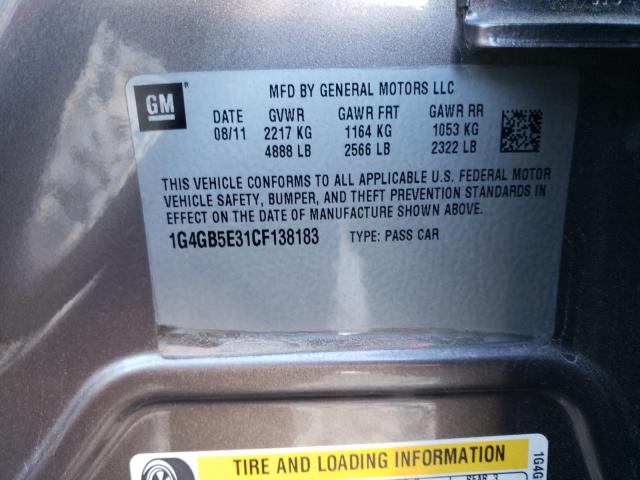 GM
®
MFD BY GENERAL MOTORS LLC
DATE GVWR GAWR FRT GAWR RR
08/11 2217 KG 1164 KG 1053 KG
4888 LB 2566 LB 2322 LB
THIS VEHICLE CONFORMS TO ALL APPLICABLE U.S. FEDERAL MOTOR
VEHICLE SAFETY, BUMPER, AND THEFT PREVENTION STANDARDS IN
EFFECT ON THE DATE OF MANUFACTURE SHOWN ABOVE.
1G4GB5E31CF138183 TYPE: PASS CAR
TIRE AND LOADING INFORMATION
1G4G
REAR 3